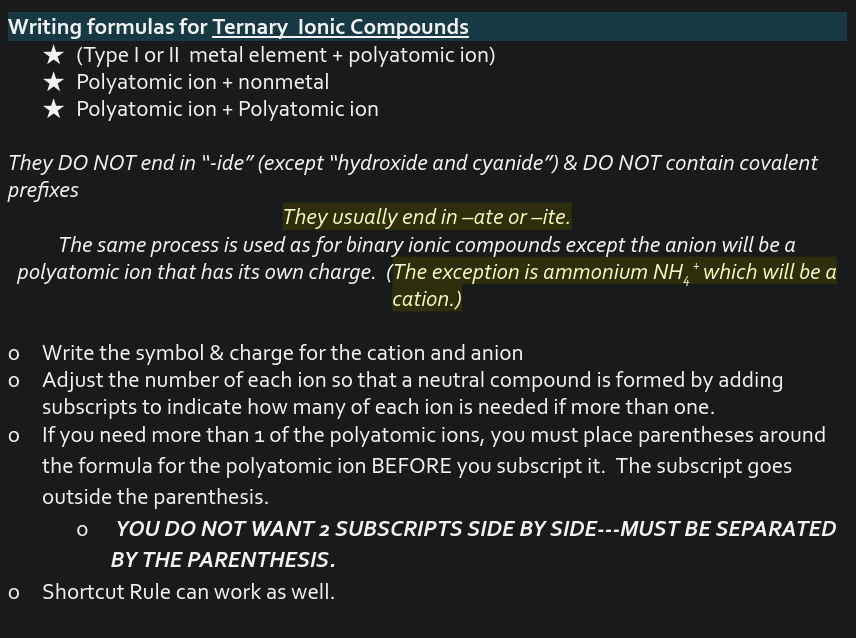 Writing formulas for Ternary Ionic Compounds
★ (Type I or II metal element + polyatomic ion)
★ Polyatomic ion + nonmetal
★ Polyatomic ion + Polyatomic ion
They DO NOT end in “-ide” (except “hydroxide and cyanide”) & DO NOT contain covalent
prefixes
They usually end in –ate or –ite.
The same process is used as for binary ionic compounds except the anion will be a
polyatomic ion that has its own charge. (The exception is ammonium NH₄⁺ which will be a
cation.)
o Write the symbol & charge for the cation and anion
o Adjust the number of each ion so that a neutral compound is formed by adding
subscripts to indicate how many of each ion is needed if more than one.
o If you need more than 1 of the polyatomic ions, you must place parentheses around
the formula for the polyatomic ion BEFORE you subscript it. The subscript goes
outside the parenthesis.
o YOU DO NOT WANT 2 SUBSCRIPTS SIDE BY SIDE---MUST BE SEPARATED
BY THE PARENTHESIS.
o Shortcut Rule can work as well.